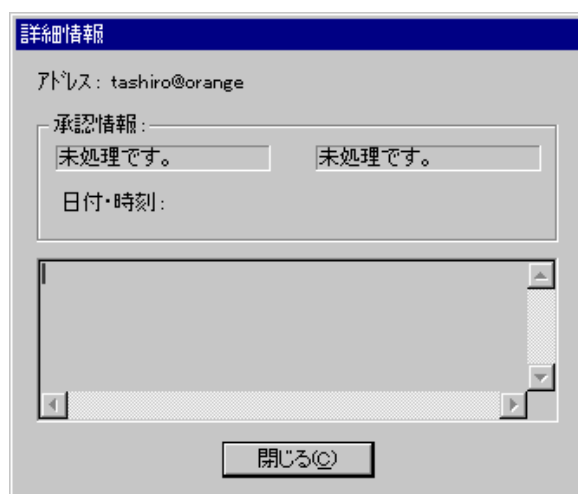 詳細情報
アドレス: tashiro@orange
承認情報:
未処理です。 未処理です。
日付・時刻:
閉じる(C)